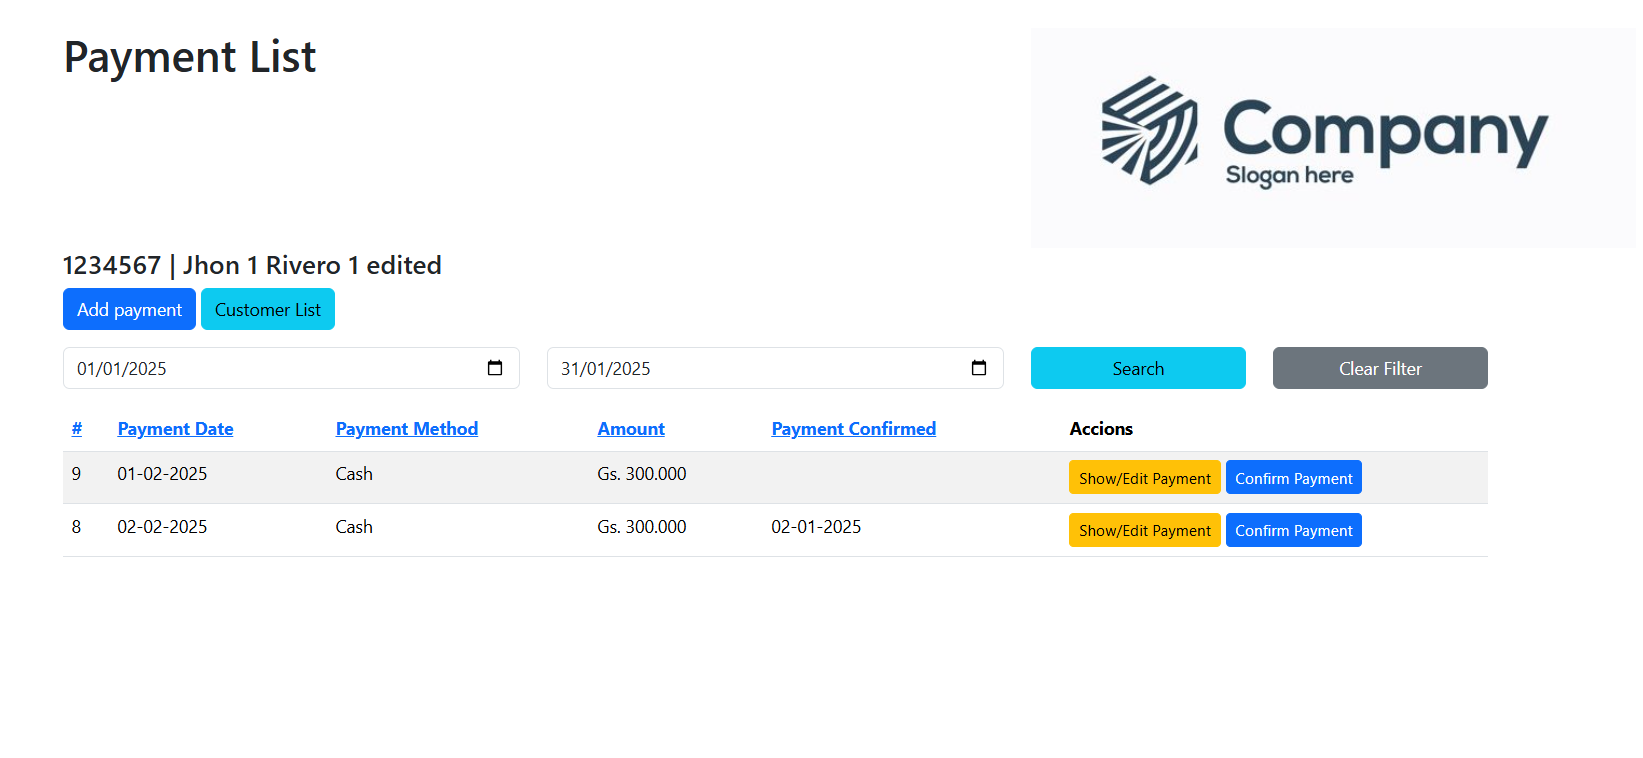 Payment List
Company
Slogan here
1234567 | Jhon 1 Rivero 1 edited
Add payment Customer List
01/01/2025 31/01/2025 Search Clear Filter
# Payment Date Payment Method Amount Payment Confirmed Accions
9 01-02-2025 Cash Gs. 300.000 Show/Edit Payment Confirm Payment
8 02-02-2025 Cash Gs. 300.000 02-01-2025 Show/Edit Payment Confirm Payment